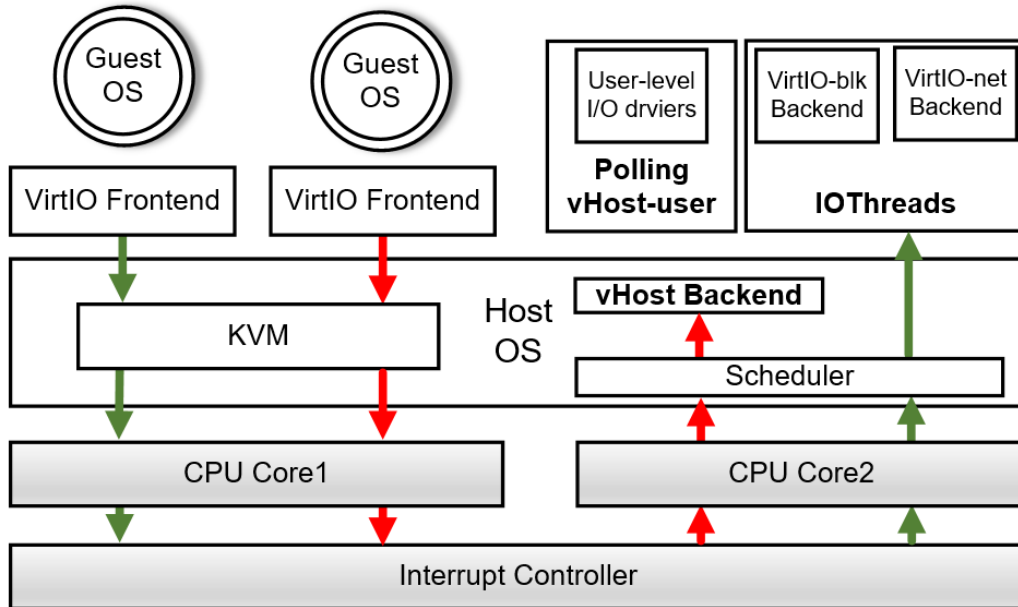 Guest
OS
Guest
OS
User-level
I/O drviers
VirtIO-blk
Backend
VirtIO-net
Backend
Polling
vHost-user
IOThreads
VirtIO Frontend
VirtIO Frontend
Host
OS
vHost Backend
KVM
Scheduler
CPU Core1
CPU Core2
Interrupt Controller